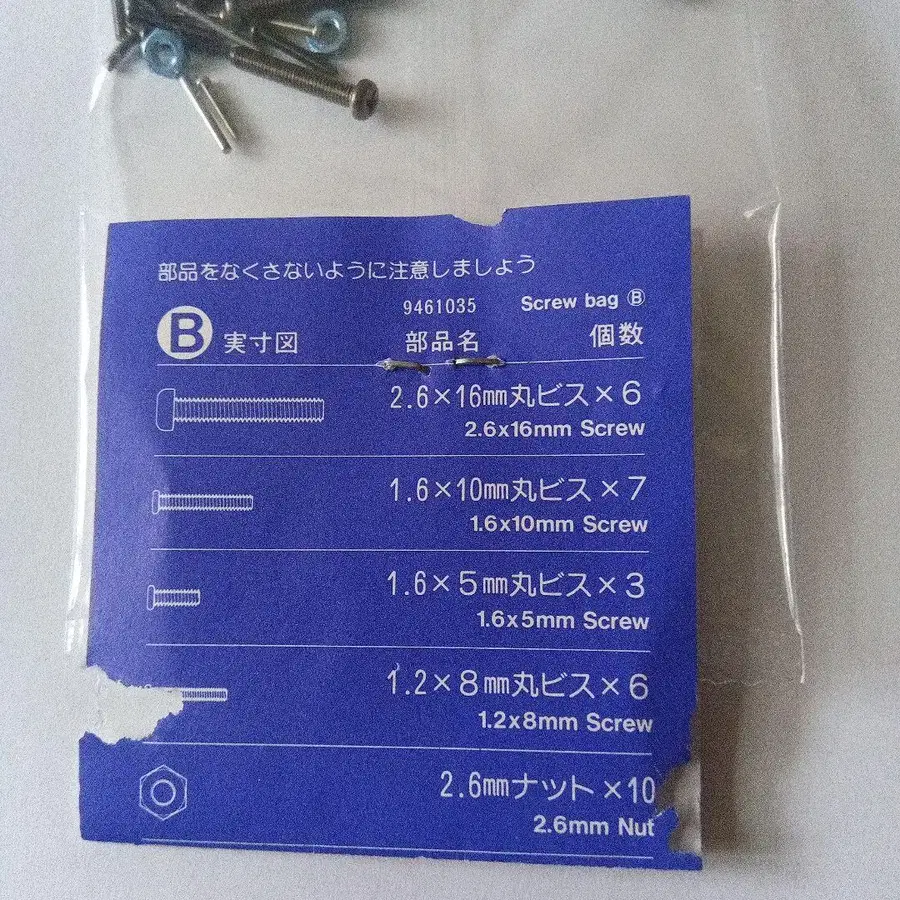 部品をなくさないように注意しましょう
9461035 Screw bag Ⓑ
Ⓑ 実寸図 部品名 個数
2.6×16㎜丸ビス×6
2.6x16mm Screw
1.6×10㎜丸ビス×7
1.6x10mm Screw
1.6×5㎜丸ビス×3
1.6x5mm Screw
1.2×8㎜丸ビス×6
1.2x8mm Screw
2.6㎜ナット×10
2.6mm Nut